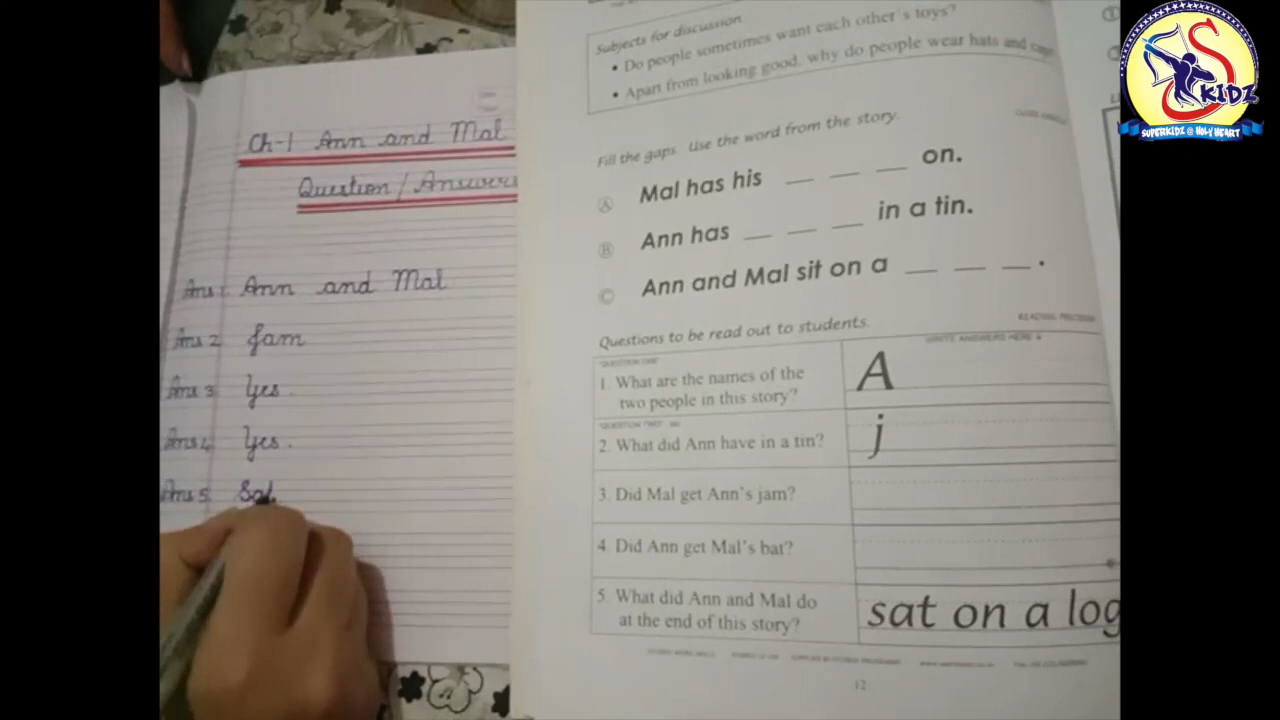 Ch-1 Ann and Mal
Question/Answers
Ans 1 Ann and Mal
Ans 2 Jam
Ans 3 Yes.
Ans 4 Yes.
Ans 5 Sat
Subjects for discussion.
• Do people sometimes want each other's toys?
• Apart from looking good, why do people wear hats and caps
Fill the gaps. Use the word from the story.
A Mal has his _ _ _ on.
B Ann has _ _ _ in a tin.
C Ann and Mal sit on a _ _ _.
Questions to be read out to students.
WRITE ANSWERS HERE
1. What are the names of the
two people in this story?
A
2. What did Ann have in a tin?
j
3. Did Mal get Ann's jam?
4. Did Ann get Mal's bat?
5. What did Ann and Mal do
at the end of this story?
sat on a log
12
S KIDZ
SUPERKIDZ @ HOLY HEART